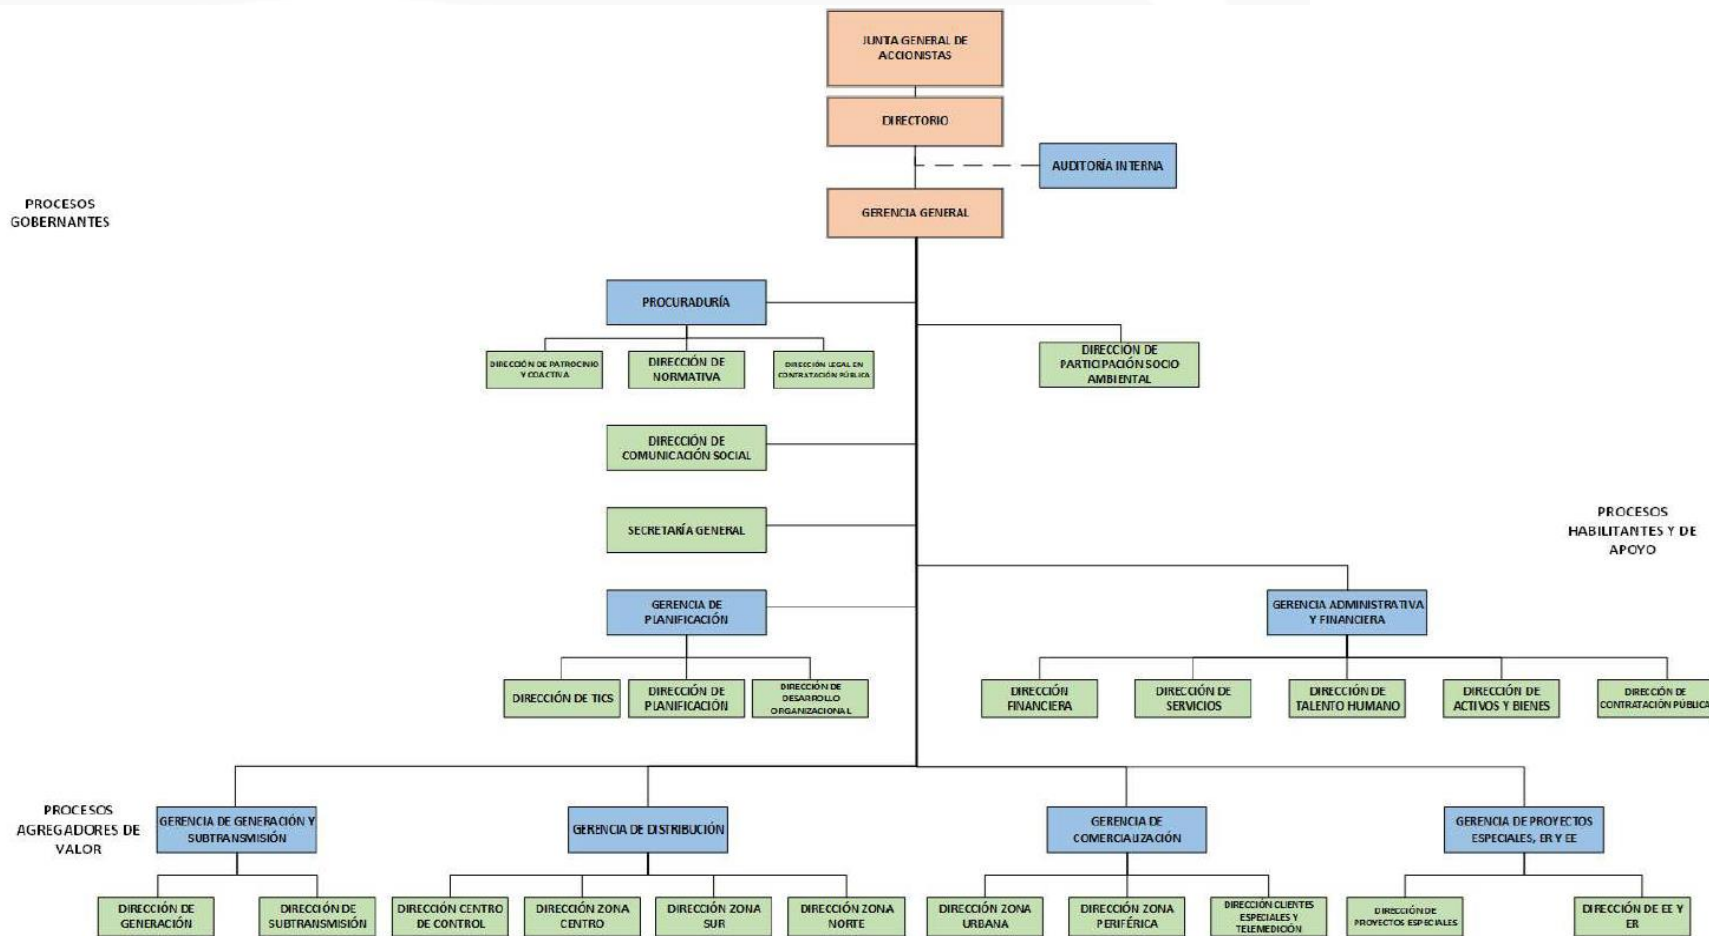 JUNTA GENERAL DE
ACCIONISTAS
DIRECTORIO
AUDITORÍA INTERNA
PROCESOS
GOBERNANTES
GERENCIA GENERAL
PROCURADURÍA
DIRECCIÓN DE PATROCINIO
Y COACTIVA
DIRECCIÓN DE
NORMATIVA
DIRECCIÓN LEGAL EN
CONTRATACIÓN PÚBLICA
DIRECCIÓN DE
PARTICIPACIÓN SOCIO
AMBIENTAL
DIRECCIÓN DE
COMUNICACIÓN SOCIAL
SECRETARÍA GENERAL
PROCESOS
HABILITANTES Y DE
APOYO
GERENCIA DE
PLANIFICACIÓN
GERENCIA ADMINISTRATIVA
Y FINANCIERA
DIRECCIÓN DE TICS
DIRECCIÓN DE
PLANIFICACIÓN
DIRECCIÓN DE
DESARROLLO
ORGANIZACIONAL
DIRECCIÓN
FINANCIERA
DIRECCIÓN DE
SERVICIOS
DIRECCIÓN DE
TALENTO HUMANO
DIRECCIÓN DE
ACTIVOS Y BIENES
DIRECCIÓN DE
CONTRATACIÓN PÚBLICA
PROCESOS
AGREGADORES DE
VALOR
GERENCIA DE GENERACIÓN Y
SUBTRANSMISIÓN
GERENCIA DE DISTRIBUCIÓN
GERENCIA DE
COMERCIALIZACIÓN
GERENCIA DE PROYECTOS
ESPECIALES, ER Y EE
DIRECCIÓN DE
GENERACIÓN
DIRECCIÓN DE
SUBTRANSMISIÓN
DIRECCIÓN CENTRO
DE CONTROL
DIRECCIÓN ZONA
CENTRO
DIRECCIÓN ZONA
SUR
DIRECCIÓN ZONA
NORTE
DIRECCIÓN ZONA
URBANA
DIRECCIÓN ZONA
PERIFÉRICA
DIRECCIÓN CLIENTES
ESPECIALES Y
TELEMEDICIÓN
DIRECCIÓN DE
PROYECTOS ESPECIALES
DIRECCIÓN DE EE Y
ER